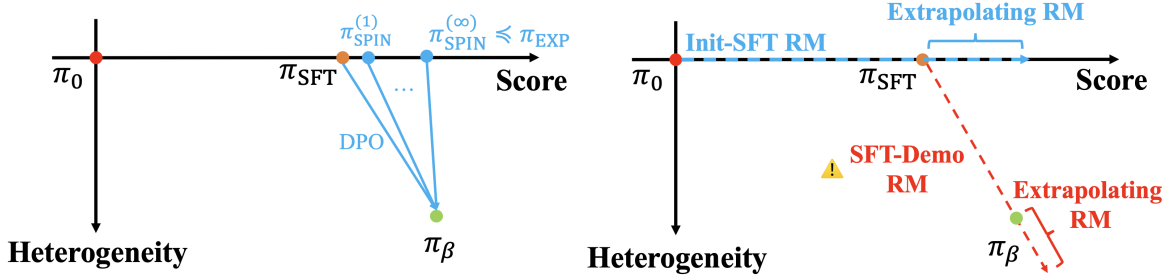 π_SPIN^(1)
π_SPIN^(∞) ≼ π_EXP
π_0
π_SFT
...
Score
DPO
π_β
Heterogeneity
Extrapolating RM
Init-SFT RM
π_0
π_SFT
Score
SFT-Demo
RM
Extrapolating
RM
π_β
Heterogeneity